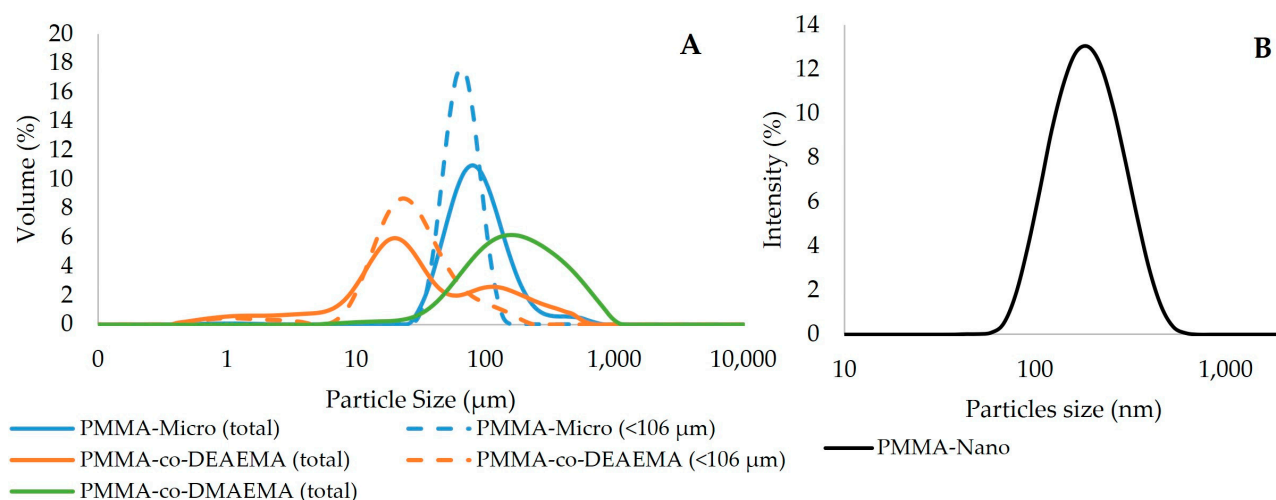 A
20
18
16
14
12
10
8
6
4
2
0
Volume (%)
0 1 10 100 1,000 10,000
Particle Size (µm)
PMMA-Micro (total) PMMA-Micro (<106 µm)
PMMA-co-DEAEMA (total) PMMA-co-DEAEMA (<106 µm)
PMMA-co-DMAEMA (total)
B
14
12
10
8
6
4
2
0
Intensity (%)
10 100 1,000
Particles size (nm)
PMMA-Nano